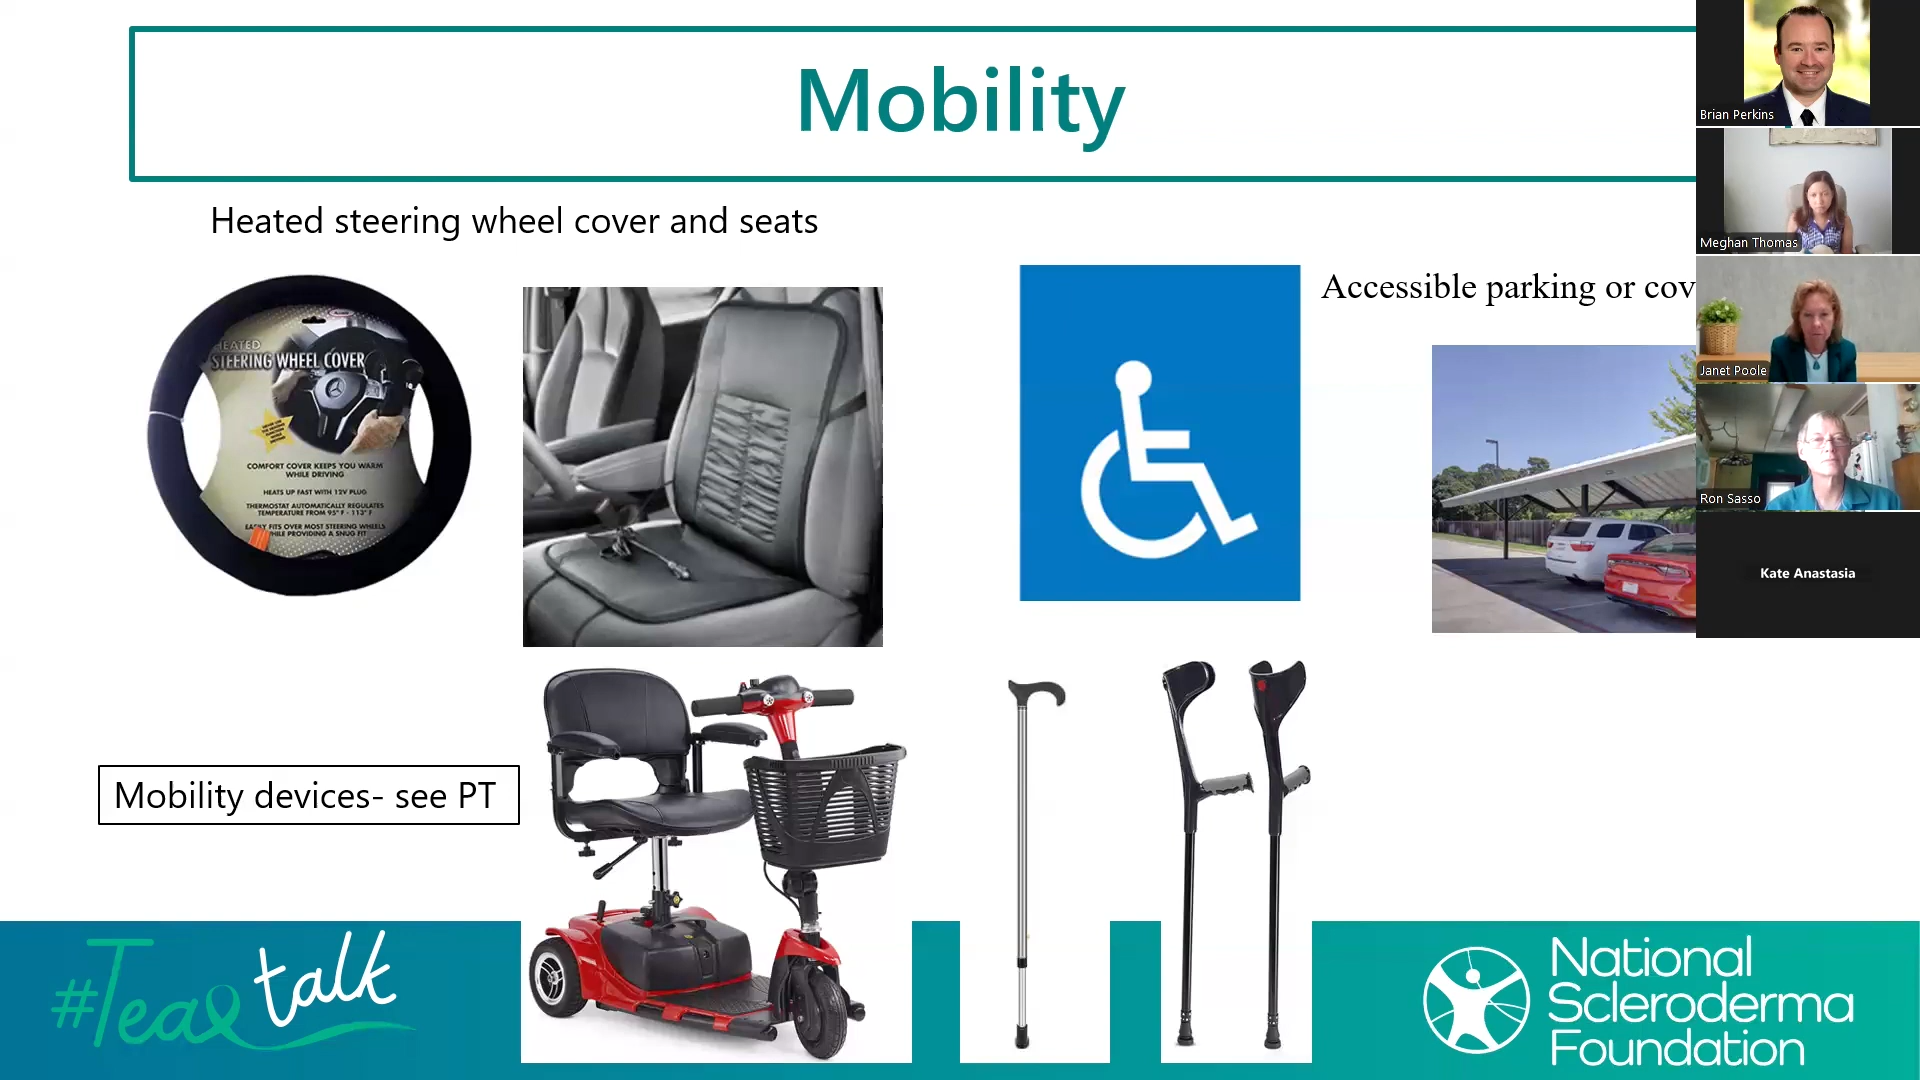 Mobility
Heated steering wheel cover and seats
HEATED
STEERING WHEEL COVER
COMFORT COVER KEEPS YOU WARM
WHILE DRIVING
HEATS UP FAST WITH 12V PLUG
THERMOSTAT AUTOMATICALLY REGULATES
TEMPERATURE FROM 95° F - 113° F
EASILY FITS OVER MOST STEERING WHEELS
WHILE PROVIDING A SNUG FIT
Accessible parking or cov
Mobility devices- see PT
#Teal talk
National
Scleroderma
Foundation
Brian Perkins
Meghan Thomas
Janet Poole
Ron Sasso
Kate Anastasia